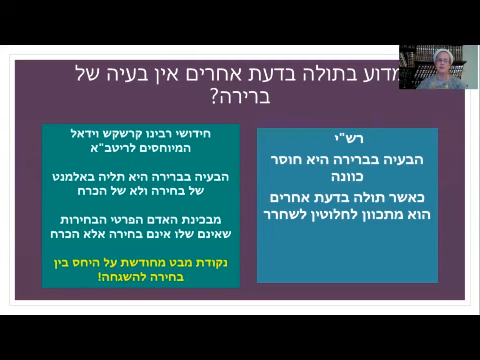 מדוע בתולה בדעת אחרים אין בעיה של
ברירה?
רש"י
הבעיה בברירה היא חוסר
כוונה
כאשר תולה בדעת אחרים
הוא מתכוון לחלוטין לשחרר
חידושי רבינו קרשקש וידאל
המיוחסים לריטב"א
הבעיה בברירה היא תליה באלמנט
של בחירה ולא של הכרח
מבחינת האדם הפרטי הבחירות
שאינם שלו אינם בחירה אלא הכרח
נקודת מבט מחודשת על היחס בין
בחירה להשגחה!